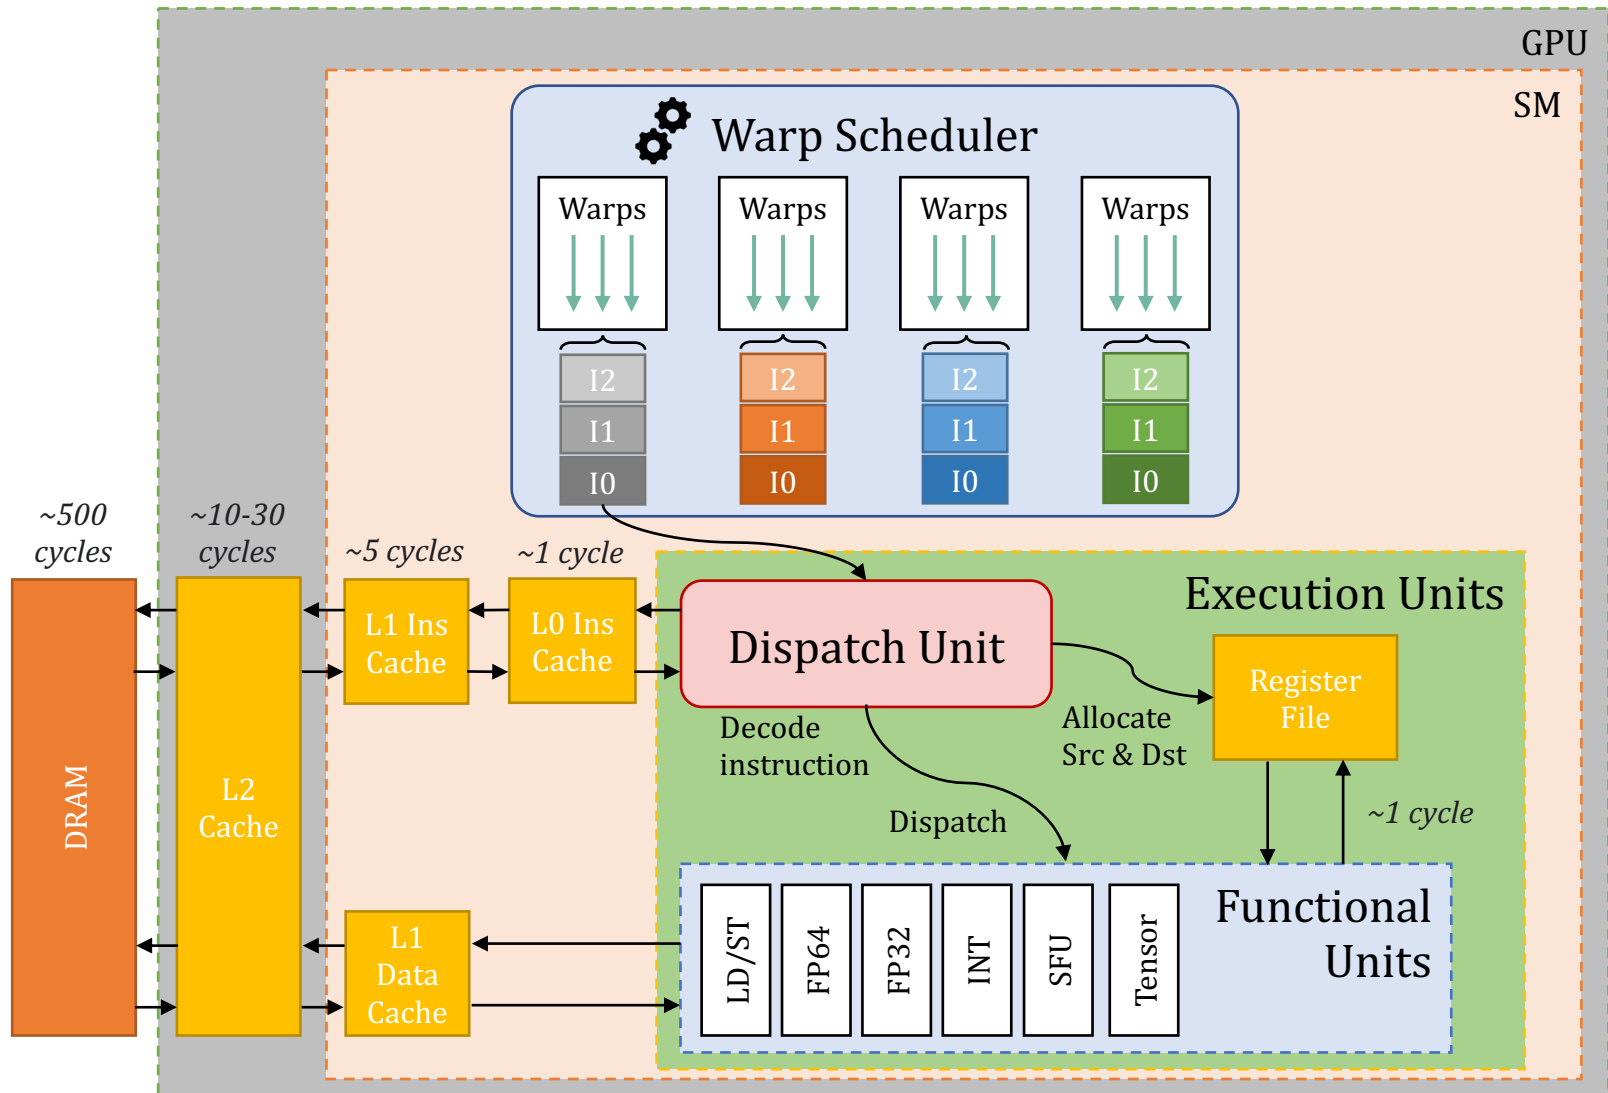 GPU
SM
Warp Scheduler
Warps
Warps
Warps
Warps
I2
I2
I2
I2
I1
I1
I1
I1
I0
I0
I0
I0
~500
cycles
~10-30
cycles
~5 cycles
~1 cycle
Execution Units
L1 Ins
Cache
L0 Ins
Cache
Dispatch Unit
Register
File
Decode
instruction
Allocate
Src & Dst
DRAM
L2
Cache
Dispatch
~1 cycle
L1
Data
Cache
LD/ST
FP64
FP32
INT
SFU
Tensor
Functional
Units